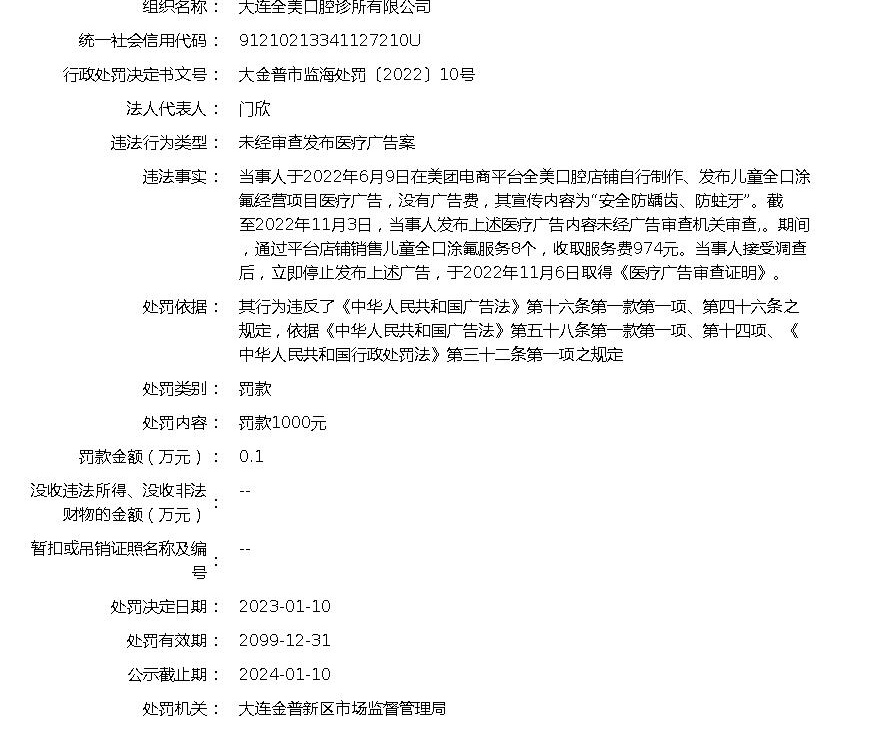 组织名称： 大连全美口腔诊所有限公司
统一社会信用代码： 91210213341127210U
行政处罚决定书文号： 大金普市监海处罚〔2022〕10号
法人代表人： 门欣
违法行为类型： 未经审查发布医疗广告案
违法事实： 当事人于2022年6月9日在美团电商平台全美口腔店铺自行制作、发布儿童全口涂
氟经营项目医疗广告，没有广告费，其宣传内容为“安全防龋齿、防蛀牙”。截
至2022年11月3日，当事人发布上述医疗广告内容未经广告审查机关审查,。期间
，通过平台店铺销售儿童全口涂氟服务8个，收取服务费974元。当事人接受调查
后，立即停止发布上述广告，于2022年11月6日取得《医疗广告审查证明》。
处罚依据： 其行为违反了《中华人民共和国广告法》第十六条第一款第一项、第四十六条之
规定，依据《中华人民共和国广告法》第五十八条第一款第一项、第十四项、《
中华人民共和国行政处罚法》第三十二条第一项之规定
处罚类别： 罚款
处罚内容： 罚款1000元
罚款金额（万元）： 0.1
没收违法所得、没收非法
财物的金额（万元）： --
暂扣或吊销证照名称及编
号： --
处罚决定日期： 2023-01-10
处罚有效期： 2099-12-31
公示截止期： 2024-01-10
处罚机关： 大连金普新区市场监督管理局